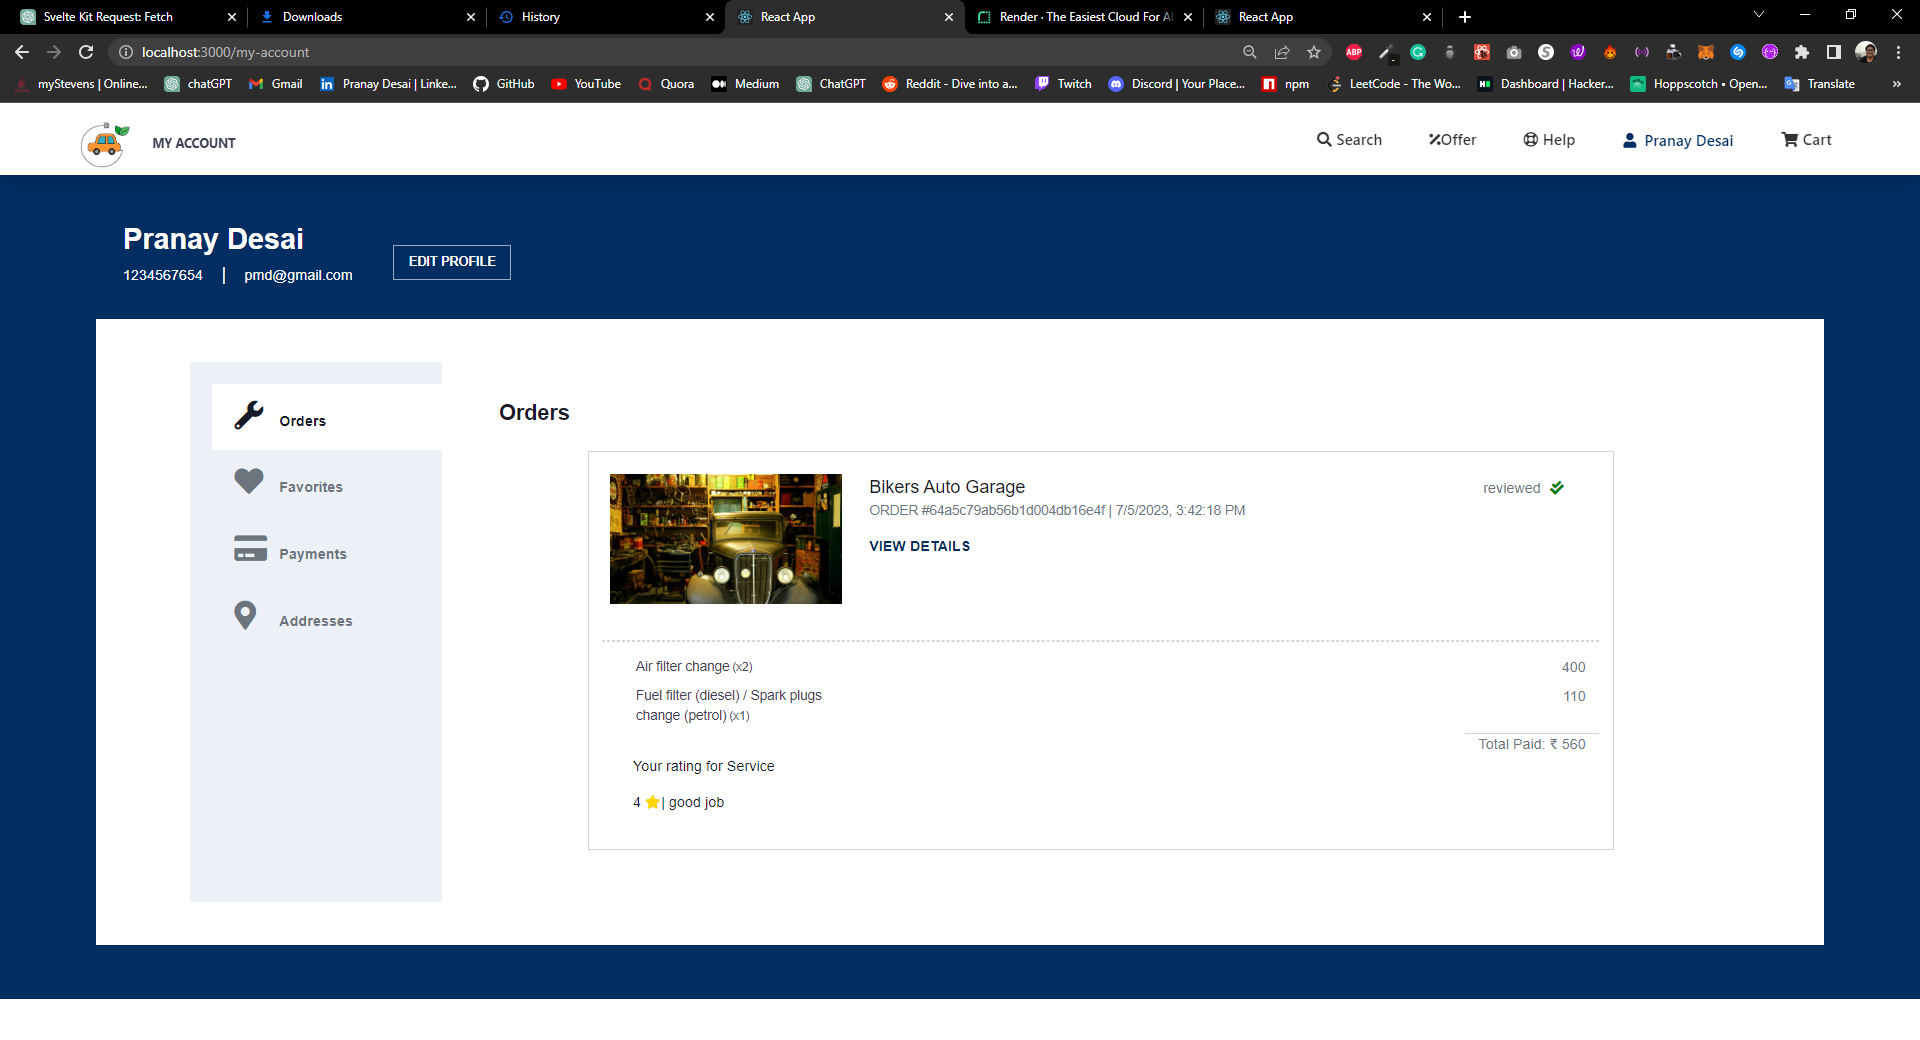 Svelte Kit Request: Fetch
Downloads
History
React App
Render · The Easiest Cloud For Al
React App
localhost:3000/my-account
myStevens | Online...
chatGPT
Gmail
Pranay Desai | Linke...
GitHub
YouTube
Quora
Medium
ChatGPT
Reddit - Dive into a...
Twitch
Discord | Your Place...
npm
LeetCode - The Wo...
Dashboard | Hacker...
Hoppscotch • Open...
Translate
»
MY ACCOUNT
Search
Offer
Help
Pranay Desai
Cart
Pranay Desai
1234567654 | pmd@gmail.com
EDIT PROFILE
Orders
Favorites
Payments
Addresses
Orders
Bikers Auto Garage
reviewed
ORDER #64a5c79ab56b1d004db16e4f | 7/5/2023, 3:42:18 PM
VIEW DETAILS
Air filter change (x2) 400
Fuel filter (diesel) / Spark plugs 110
change (petrol) (x1)
Total Paid: ₹ 560
Your rating for Service
4 ⭐| good job